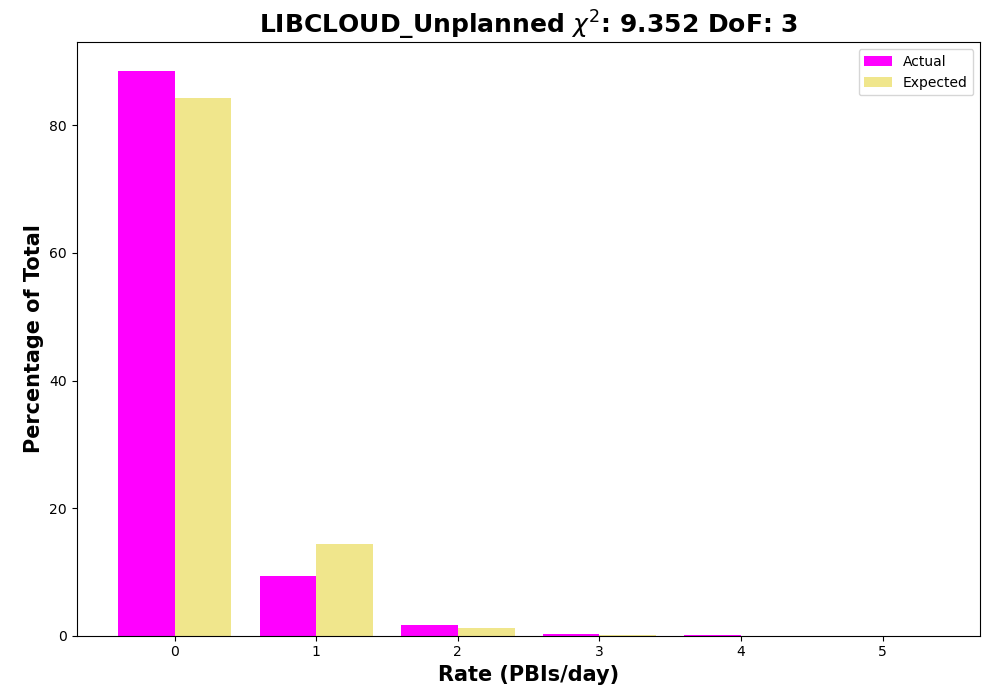 LIBCLOUD_Unplanned χ²: 9.352 DoF: 3
Actual
Expected
80
60
40
20
0
Percentage of Total
0 1 2 3 4 5
Rate (PBIs/day)